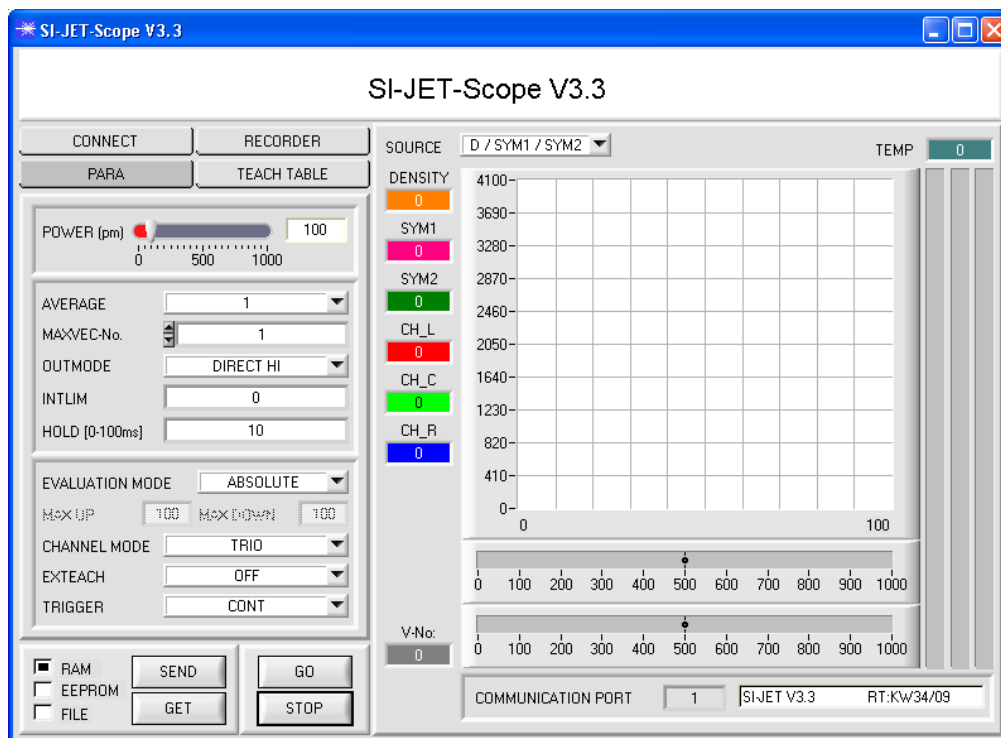 SI-JET-Scope V3.3
SI-JET-Scope V3.3
CONNECT RECORDER
PARA TEACH TABLE
POWER (pm) 100
0 500 1000
AVERAGE 1
MAXVEC-No. 1
OUTMODE DIRECT HI
INTLIM 0
HOLD [0-100ms] 10
EVALUATION MODE ABSOLUTE
MAX UP 100 MAX DOWN 100
CHANNEL MODE TRIO
EXTEACH OFF
TRIGGER CONT
RAM
EEPROM
FILE
SEND
GET
GO
STOP
SOURCE D / SYM1 / SYM2
TEMP 0
DENSITY
0
SYM1
0
SYM2
0
CH_L
0
CH_C
0
CH_R
0
4100
3690
3280
2870
2460
2050
1640
1230
820
410
0
0 100
0 100 200 300 400 500 600 700 800 900 1000
V-No:
0
0 100 200 300 400 500 600 700 800 900 1000
COMMUNICATION PORT 1 SI-JET V3.3 RT:KW34/09